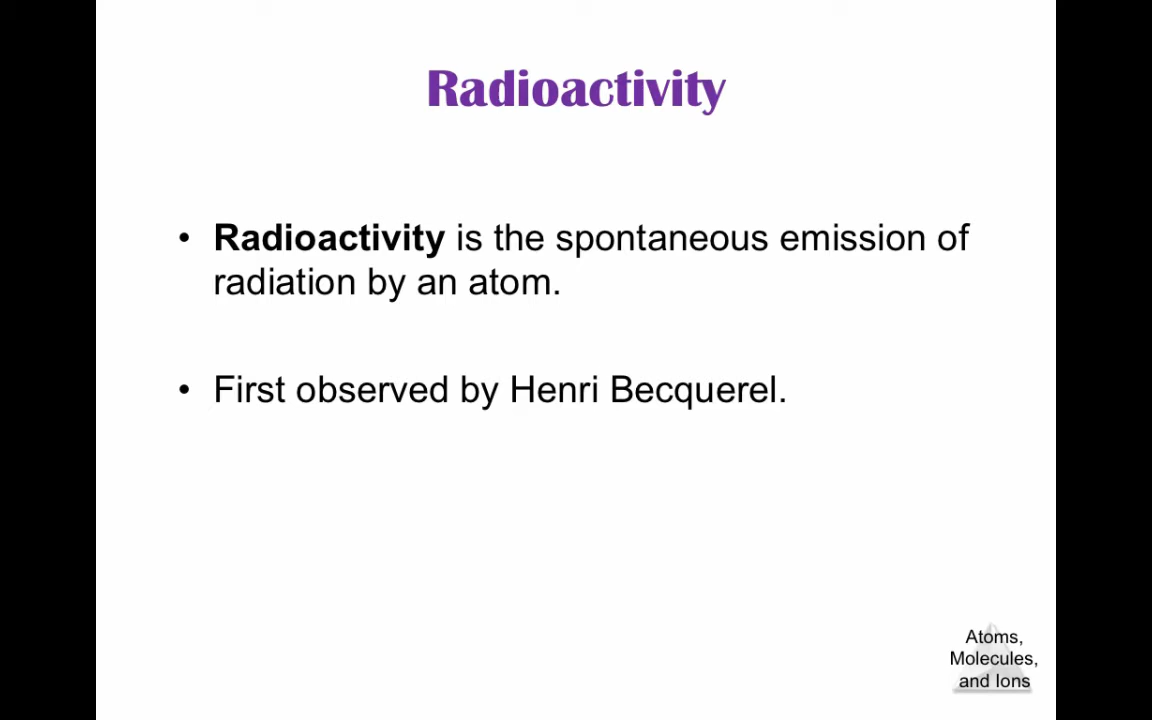 Radioactivity
• Radioactivity is the spontaneous emission of
radiation by an atom.
• First observed by Henri Becquerel.
Atoms,
Molecules,
and Ions